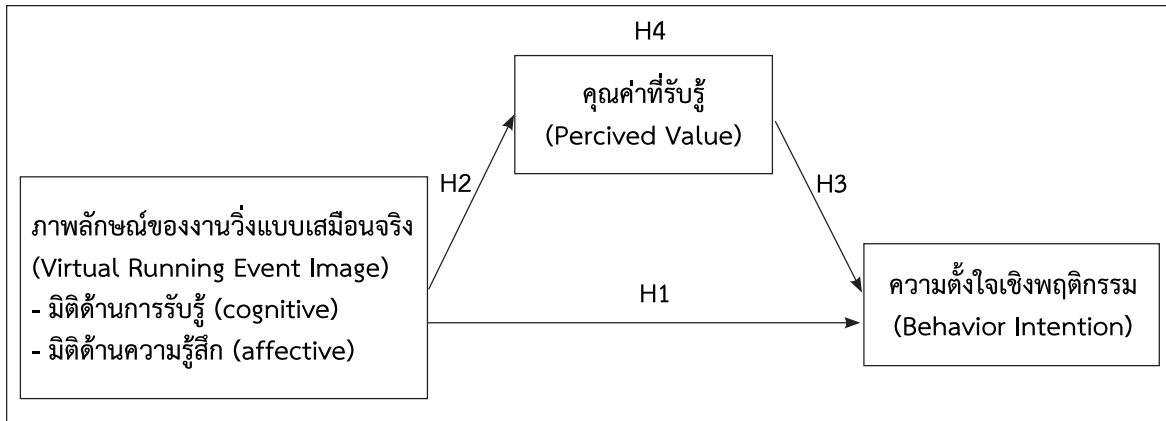 H4
คุณค่าที่รับรู้
(Percived Value)
H2
H3
ภาพลักษณ์ของงานวิ่งแบบเสมือนจริง
(Virtual Running Event Image)
- มิติด้านการรับรู้ (cognitive)
- มิติด้านความรู้สึก (affective)
H1
ความตั้งใจเชิงพฤติกรรม
(Behavior Intention)